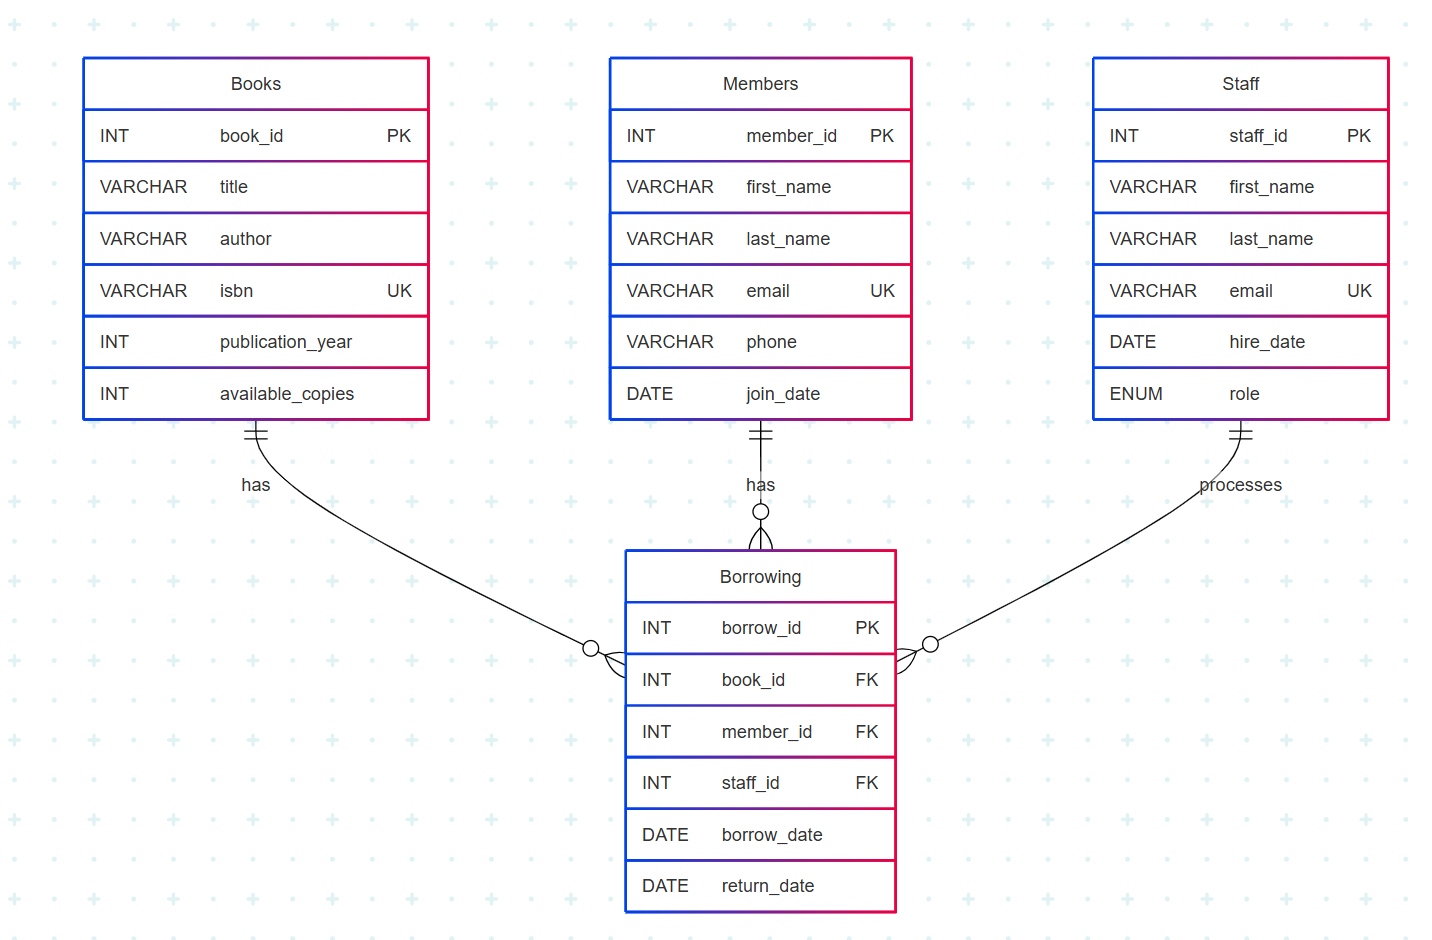 Books
INT book_id PK
VARCHAR title
VARCHAR author
VARCHAR isbn UK
INT publication_year
INT available_copies
Members
INT member_id PK
VARCHAR first_name
VARCHAR last_name
VARCHAR email UK
VARCHAR phone
DATE join_date
Staff
INT staff_id PK
VARCHAR first_name
VARCHAR last_name
VARCHAR email UK
DATE hire_date
ENUM role
has
has
processes
Borrowing
INT borrow_id PK
INT book_id FK
INT member_id FK
INT staff_id FK
DATE borrow_date
DATE return_date